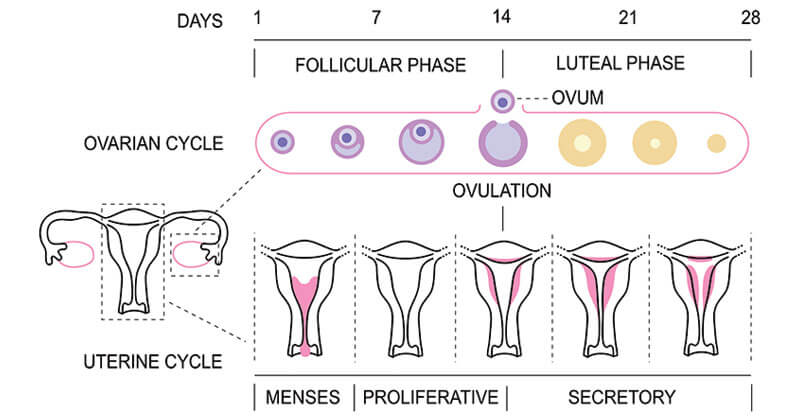 DAYS 1 7 14 21 28
FOLLICULAR PHASE LUTEAL PHASE
OVUM
OVARIAN CYCLE
OVULATION
UTERINE CYCLE
MENSES PROLIFERATIVE SECRETORY